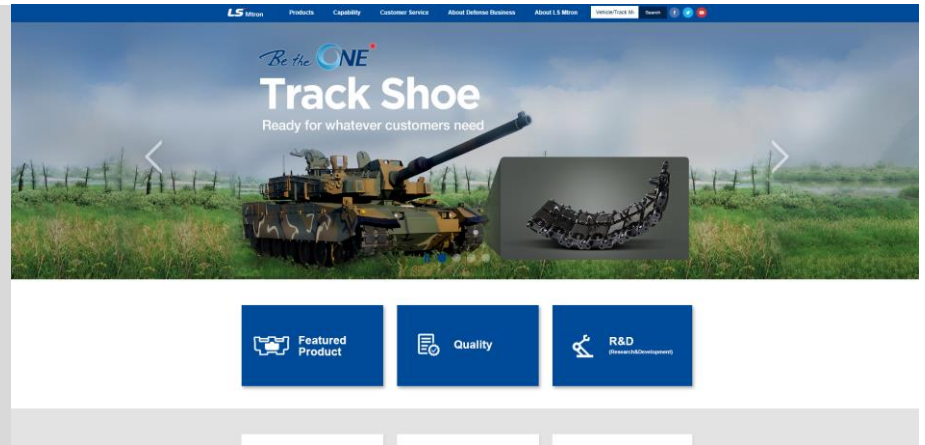 LS Mtron
Products
Capability
Customer Service
About Defense Business
About LS Mtron
Vehicle/Track Mo
Search
Be the ONE
Track Shoe
Ready for whatever customers need
Featured
Product
Quality
R&D
(Research&Development)